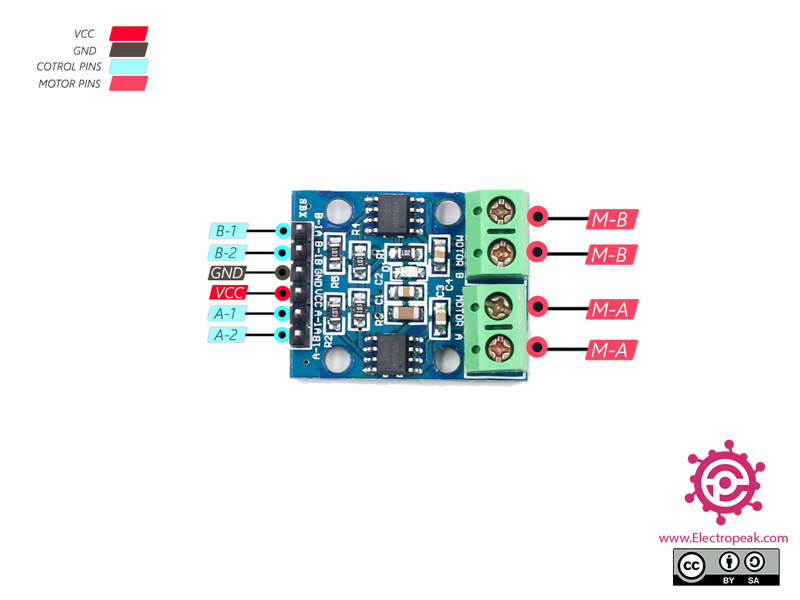 VCC
GND
COTROL PINS
MOTOR PINS
B-1
B-2
GND
VCC
A-1
A-2
SBX
B-1A
B-1B
GND
VCC
A-1A
A-1B
R4
R5
R1
D1
C2
C1
R3
R2
C4
C3
MOTOR B
MOTOR A
M-B
M-B
M-A
M-A
www.Electropeak.com
cc
BY SA